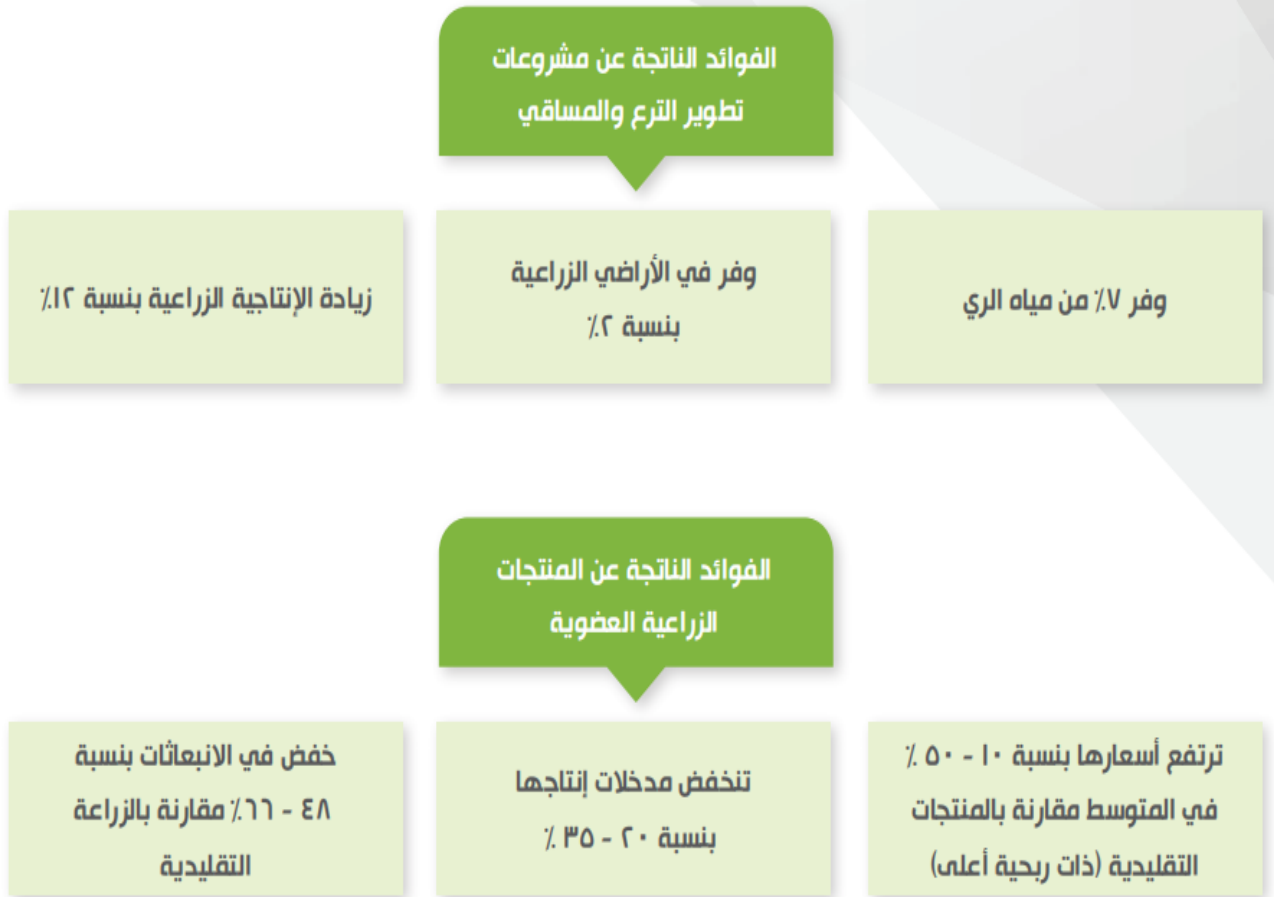 الفوائد الناتجة عن مشروعات
تطوير الترع والمساقي
وفر ٧٪ من مياه الري
وفر في الأراضي الزراعية
بنسبة ٢٪
زيادة الإنتاجية الزراعية بنسبة ١٢٪
الفوائد الناتجة عن المنتجات
الزراعية العضوية
ترتفع أسعارها بنسبة ١٠ - ٥٠ ٪
في المتوسط مقارنة بالمنتجات
التقليدية (ذات ربحية أعلى)
تنخفض مدخلات إنتاجها
بنسبة ٢٠ - ٣٥ ٪
خفض في الانبعاثات بنسبة
٤٨ - ٦٦٪ مقارنة بالزراعة
التقليدية